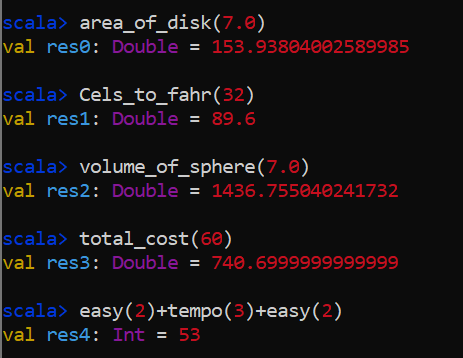 scala> area_of_disk(7.0)
val res0: Double = 153.93804002589985
scala> Cels_to_fahr(32)
val res1: Double = 89.6
scala> volume_of_sphere(7.0)
val res2: Double = 1436.755040241732
scala> total_cost(60)
val res3: Double = 740.6999999999999
scala> easy(2)+tempo(3)+easy(2)
val res4: Int = 53